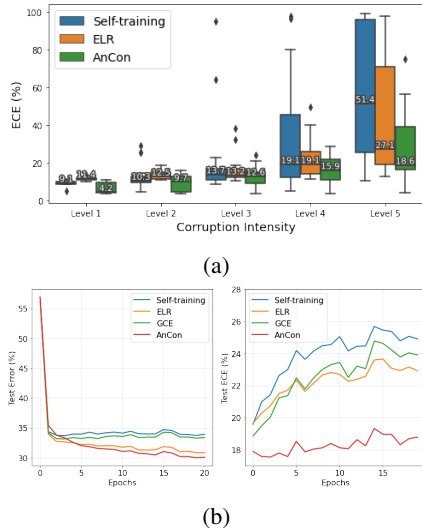 100
80
60
40
20
0
ECE (%)
Self-training
ELR
AnCon
9.1
11.4
4.2
10.3
12.5
9.7
13.7
13.2
12.6
19.1
19.1
15.9
51.4
27.1
18.6
Level 1
Level 2
Level 3
Level 4
Level 5
Corruption Intensity
(a)
55
50
45
40
35
30
Test Error (%)
Self-training
ELR
GCE
AnCon
0
5
10
15
20
Epochs
28
26
24
22
20
18
Test ECE (%)
Self-training
ELR
GCE
AnCon
0
5
10
15
Epochs
(b)